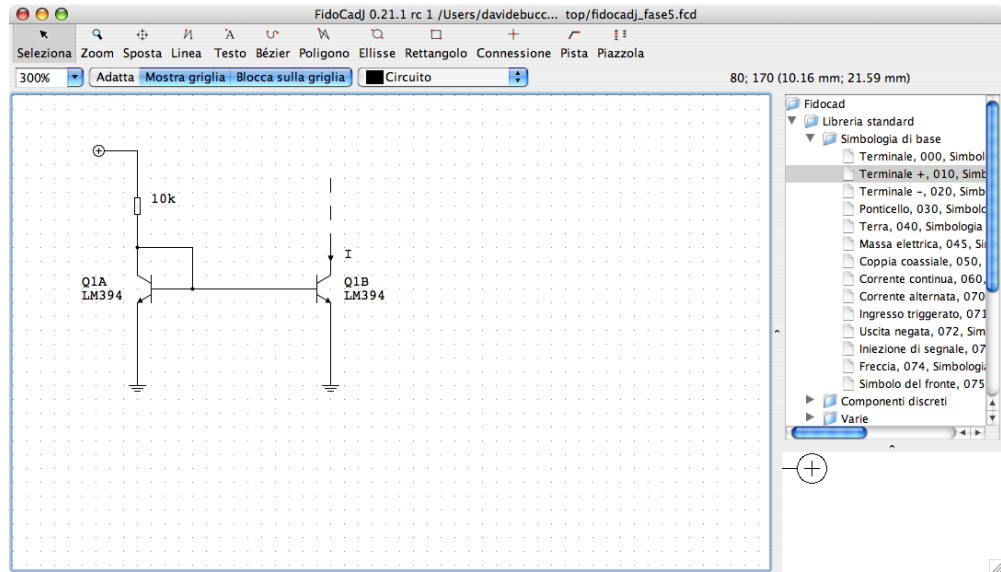 FidoCadJ 0.21.1 rc 1 /Users/davidebucc... top/fidocadj_fase5.fcd
Seleziona Zoom Sposta Linea Testo Bézier Poligono Ellisse Rettangolo Connessione Pista Piazzola
300% Adatta Mostra griglia Blocca sulla griglia Circuito 80; 170 (10.16 mm; 21.59 mm)
Fidocad
Libreria standard
Simbologia di base
Terminale, 000, Simbol
Terminale +, 010, Simb
Terminale -, 020, Simb
Ponticello, 030, Simbolo
Terra, 040, Simbologia
Massa elettrica, 045, Si
Coppia coassiale, 050,
Corrente continua, 060,
Corrente alternata, 070
Ingresso triggerato, 071
Uscita negata, 072, Sim
Iniezione di segnale, 07
Freccia, 074, Simbologia
Simbolo del fronte, 075
Componenti discreti
Varie
10k
I
Q1A
LM394
Q1B
LM394